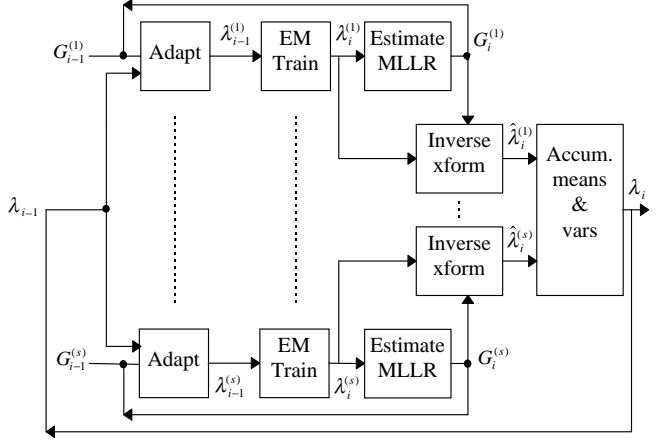 G_{i-1}^{(1)}
Adapt
λ_{i-1}^{(1)}
EM
Train
λ_i^{(1)}
Estimate
MLLR
G_i^{(1)}
Inverse
xform
λ̂_i^{(1)}
Accum.
means
&
vars
λ_i
λ_{i-1}
Inverse
xform
λ̂_i^{(s)}
G_{i-1}^{(s)}
Adapt
λ_{i-1}^{(s)}
EM
Train
λ_i^{(s)}
Estimate
MLLR
G_i^{(s)}